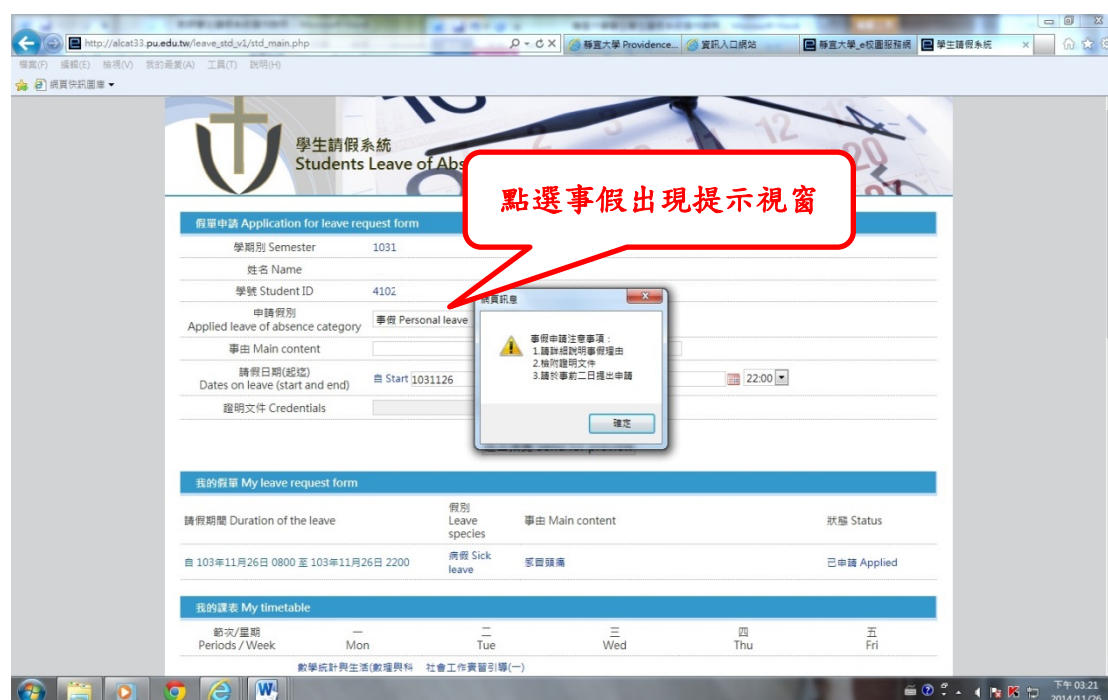 http://alcat33.pu.edu.tw/leave_std_v1/std_main.php
靜宜大學 Providence...
資訊入口網站
靜宜大學_e校園服務網
學生請假系統
檔案(F) 編輯(E) 檢視(V) 我的最愛(A) 工具(T) 說明(H)
網頁快訊圖庫
學生請假系統
Students Leave of Abs
點選事假出現提示視窗
假單申請 Application for leave request form
學期別 Semester 1031
姓名 Name
學號 Student ID 4102
申請假別
Applied leave of absence category
事假 Personal leave
事由 Main content
請假日期(起迄)
Dates on leave (start and end)
自 Start 1031126
22:00
證明文件 Credentials
網頁訊息
事假申請注意事項：
1.請詳細說明事假理由
2.檢附證明文件
3.請於事前二日提出申請
確定
我的假單 My leave request form
請假期間 Duration of the leave
假別
Leave
species
事由 Main content
狀態 Status
自 103年11月26日 0800 至 103年11月26日 2200
病假 Sick
leave
感冒頭痛
已申請 Applied
我的課表 My timetable
節次/星期
Periods / Week
一
Mon
二
Tue
三
Wed
四
Thu
五
Fri
數學統計與生活(數理與科
社會工作實習引導(一)
下午 03:21
2014/11/26